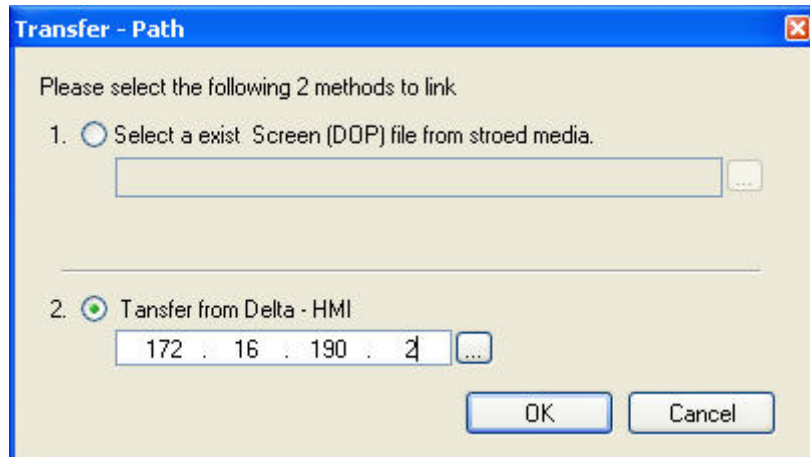 Transfer - Path
Please select the following 2 methods to link
1. Select a exist Screen (DOP) file from stroed media.
...
2. Tansfer from Delta - HMI
172 . 16 . 190 . 2 ...
OK Cancel